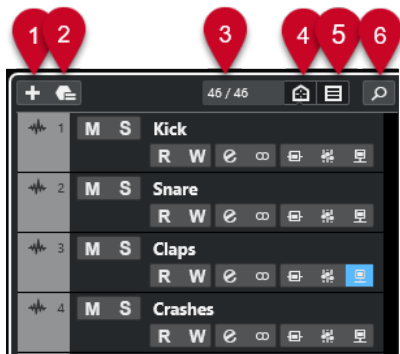 1 2 3 4 5 6
46 / 46
1 M S Kick
R W e
2 M S Snare
R W e
3 M S Claps
R W e
4 M S Crashes
R W e